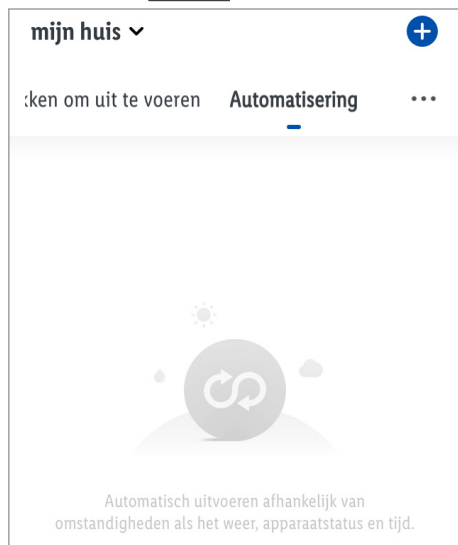 mijn huis
ken om uit te voeren Automatisering
Automatisch uitvoeren afhankelijk van
omstandigheden als het weer, apparaatstatus en tijd.